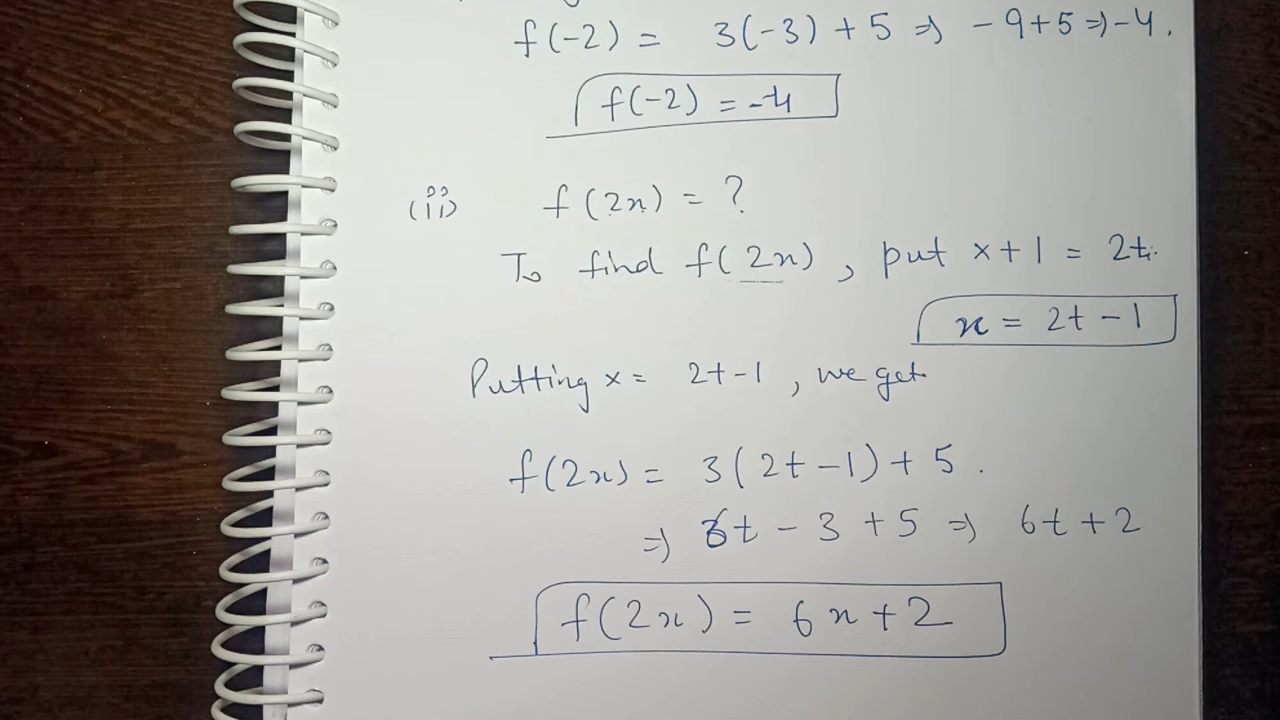 f(-2) = 3(-3) + 5 ⇒ -9+5 ⇒ -4.
f(-2) = -4
(ii) f(2x) = ?
To find f(2x), put x+1 = 2t.
x = 2t - 1
Putting x = 2t-1, we get
f(2x) = 3(2t-1) + 5.
⇒ 6t - 3 + 5 ⇒ 6t + 2
f(2x) = 6x + 2